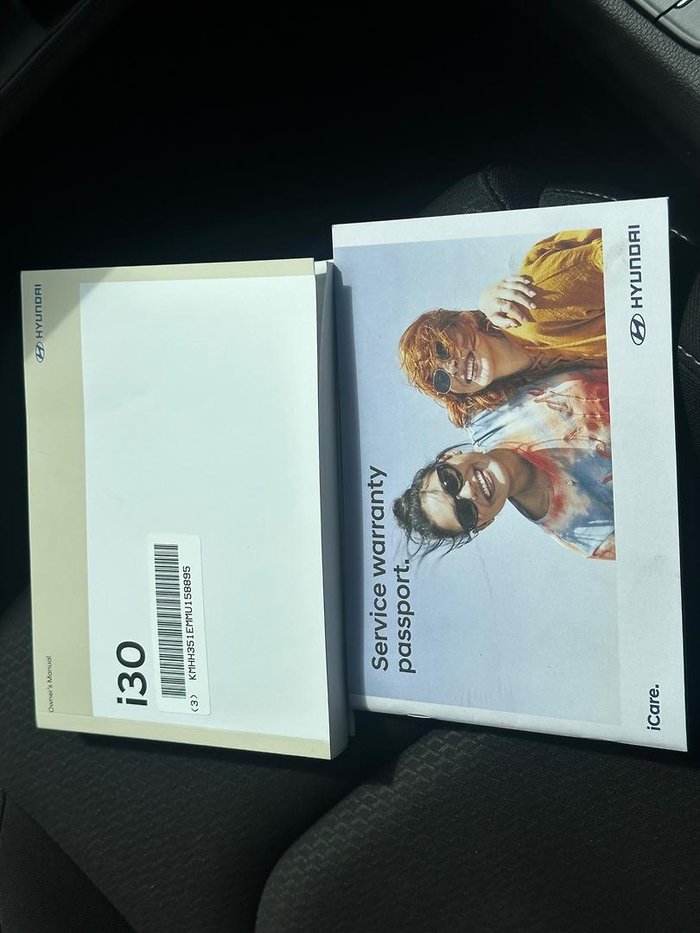 HYUNDAI
Owner's Manual
i30
(3) KMHH351EMMU158895
Service warranty
passport.
HYUNDAI
iCare.